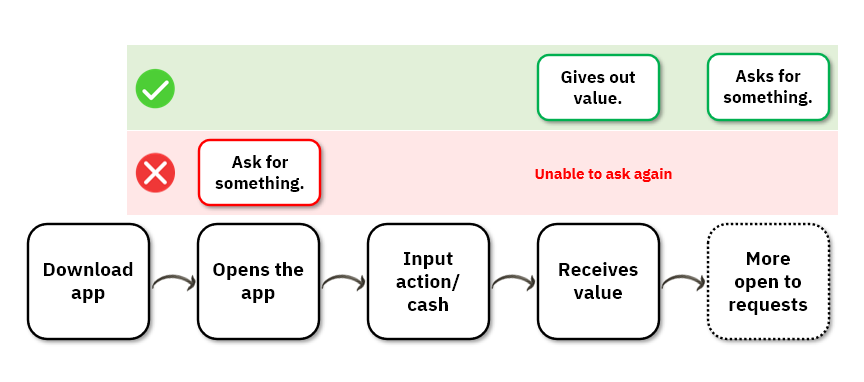 Gives out
value.
Asks for
something.
Ask for
something.
Unable to ask again
Download
app
Opens the
app
Input
action/
cash
Receives
value
More
open to
requests